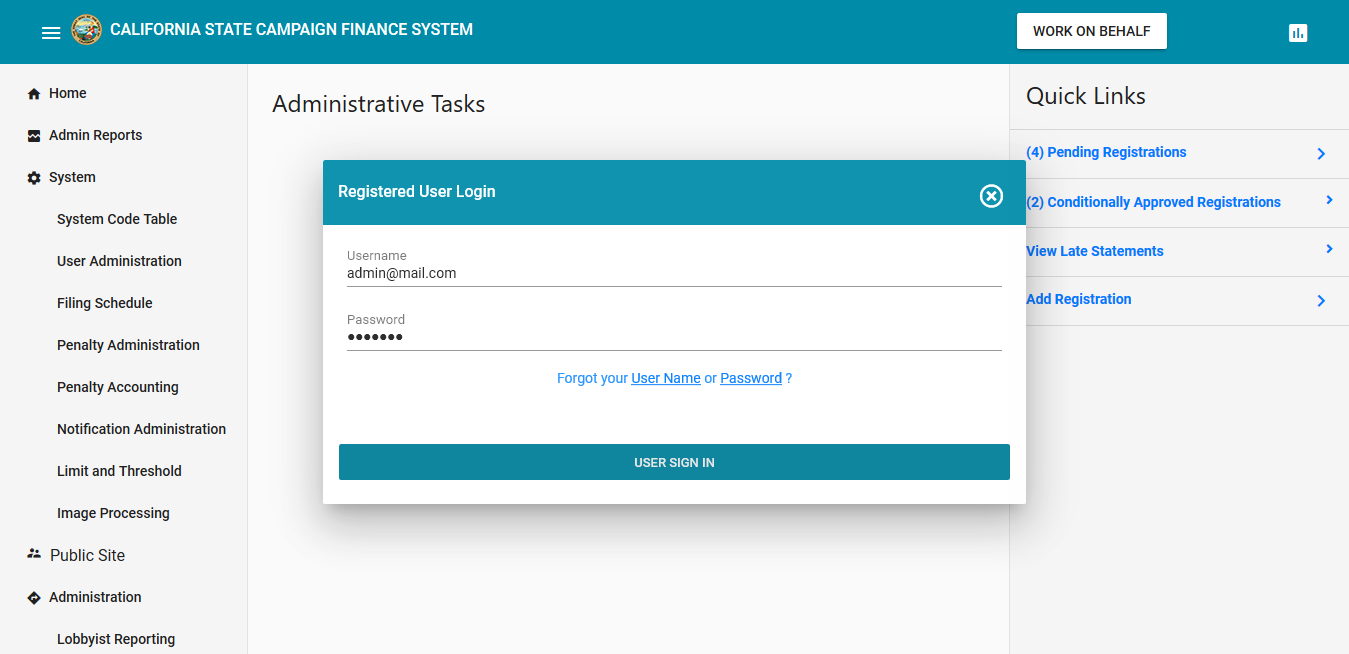 CALIFORNIA STATE CAMPAIGN FINANCE SYSTEM
WORK ON BEHALF
Home
Admin Reports
System
System Code Table
User Administration
Filing Schedule
Penalty Administration
Penalty Accounting
Notification Administration
Limit and Threshold
Image Processing
Public Site
Administration
Lobbyist Reporting
Administrative Tasks
Registered User Login
Username
admin@mail.com
Password
•••••••
Forgot your User Name or Password ?
USER SIGN IN
Quick Links
(4) Pending Registrations
(2) Conditionally Approved Registrations
View Late Statements
Add Registration